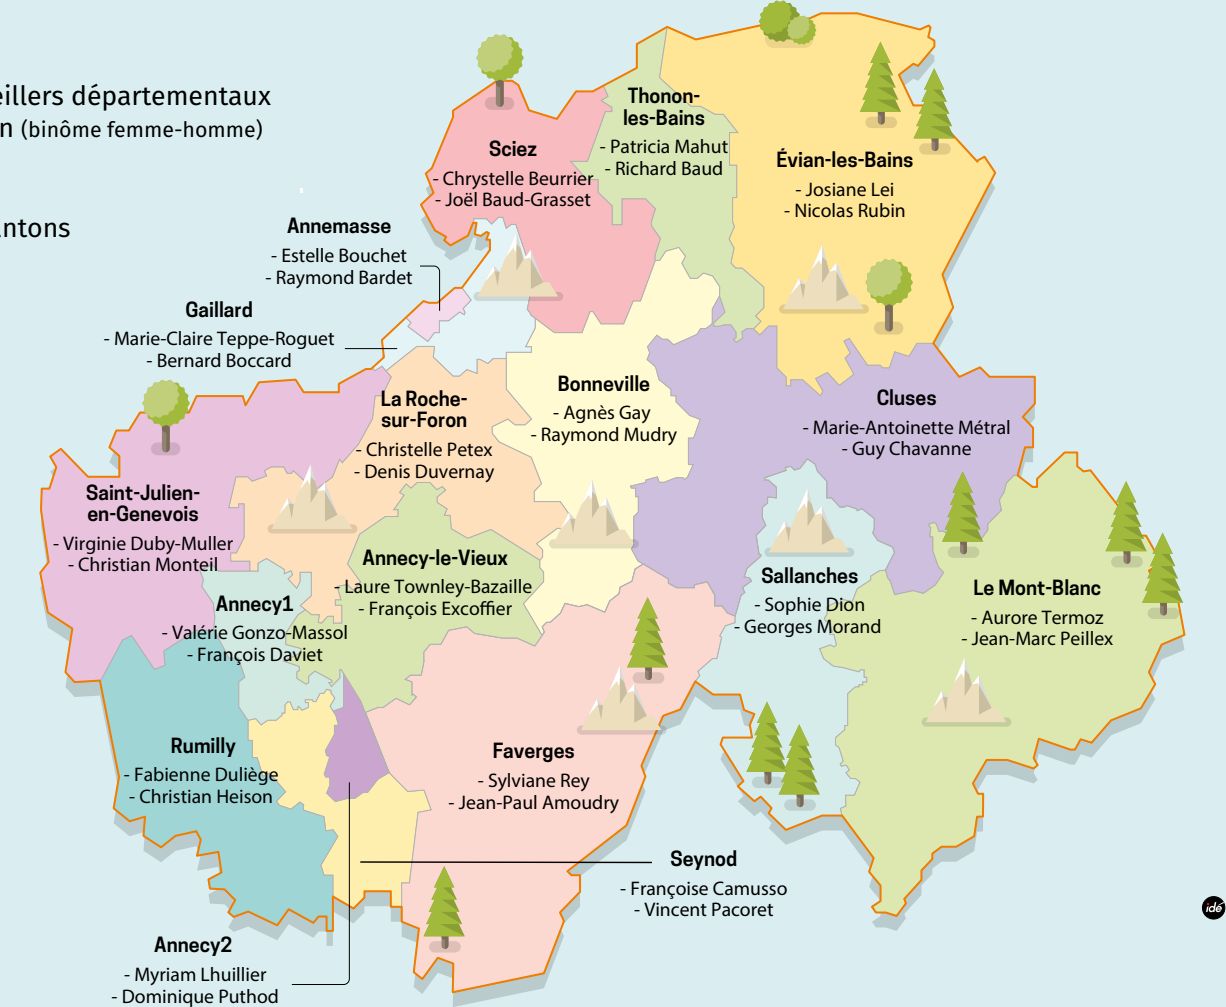 eillers départementaux
n (binôme femme-homme)
antons
Thonon-
les-Bains
- Patricia Mahut
- Richard Baud
Sciez
- Chrystelle Beurrier
- Joël Baud-Grasset
Évian-les-Bains
- Josiane Lei
- Nicolas Rubin
Annemasse
- Estelle Bouchet
- Raymond Bardet
Gaillard
- Marie-Claire Teppe-Roguet
- Bernard Boccard
La Roche-
sur-Foron
- Christelle Petex
- Denis Duvernay
Bonneville
- Agnès Gay
- Raymond Mudry
Cluses
- Marie-Antoinette Métral
- Guy Chavanne
Saint-Julien-
en-Genevois
- Virginie Duby-Muller
- Christian Monteil
Annecy-le-Vieux
- Laure Townley-Bazaille
- François Excoffier
Annecy1
- Valérie Gonzo-Massol
- François Daviet
Sallanches
- Sophie Dion
- Georges Morand
Le Mont-Blanc
- Aurore Termoz
- Jean-Marc Peillex
Rumilly
- Fabienne Duliège
- Christian Heison
Faverges
- Sylviane Rey
- Jean-Paul Amoudry
Seynod
- Françoise Camusso
- Vincent Pacoret
Annecy2
- Myriam Lhuillier
- Dominique Puthod
idé